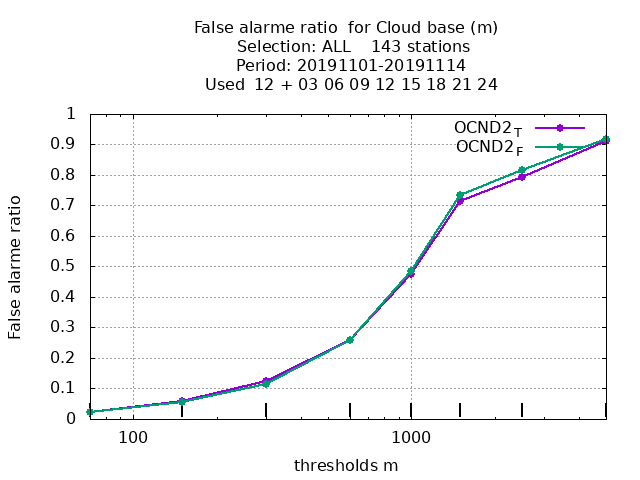 False alarme ratio  for Cloud base (m)
Selection: ALL    143 stations
Period: 20191101-20191114
Used  12 + 03 06 09 12 15 18 21 24
OCND2T
OCND2F
1
0.9
0.8
0.7
0.6
0.5
0.4
0.3
0.2
0.1
0
False alarme ratio
100
1000
thresholds m